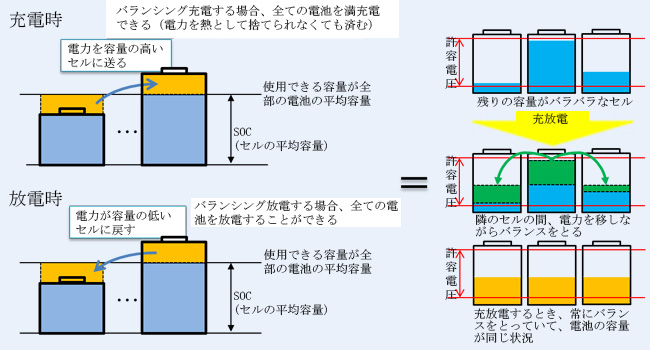 充電時
バランシング充電する場合、全ての電池を満充電
できる（電力を熱として捨てられなくても済む）
電力を容量の高い
セルに送る
使用できる容量が全
部の電池の平均容量
SOC
(セルの平均容量)
放電時
バランシング放電する場合、全ての電
池を放電することができる
電力が容量の低い
セルに戻す
使用できる容量が全
部の電池の平均容量
SOC
(セルの平均容量)
＝
許容電圧
残りの容量がバラバラなセル
充放電
許容電圧
隣のセルの間、電力を移しな
がらバランスをとる
許容電圧
充放電するとき、常にバラン
スをとっていて、電池の容量
が同じ状況